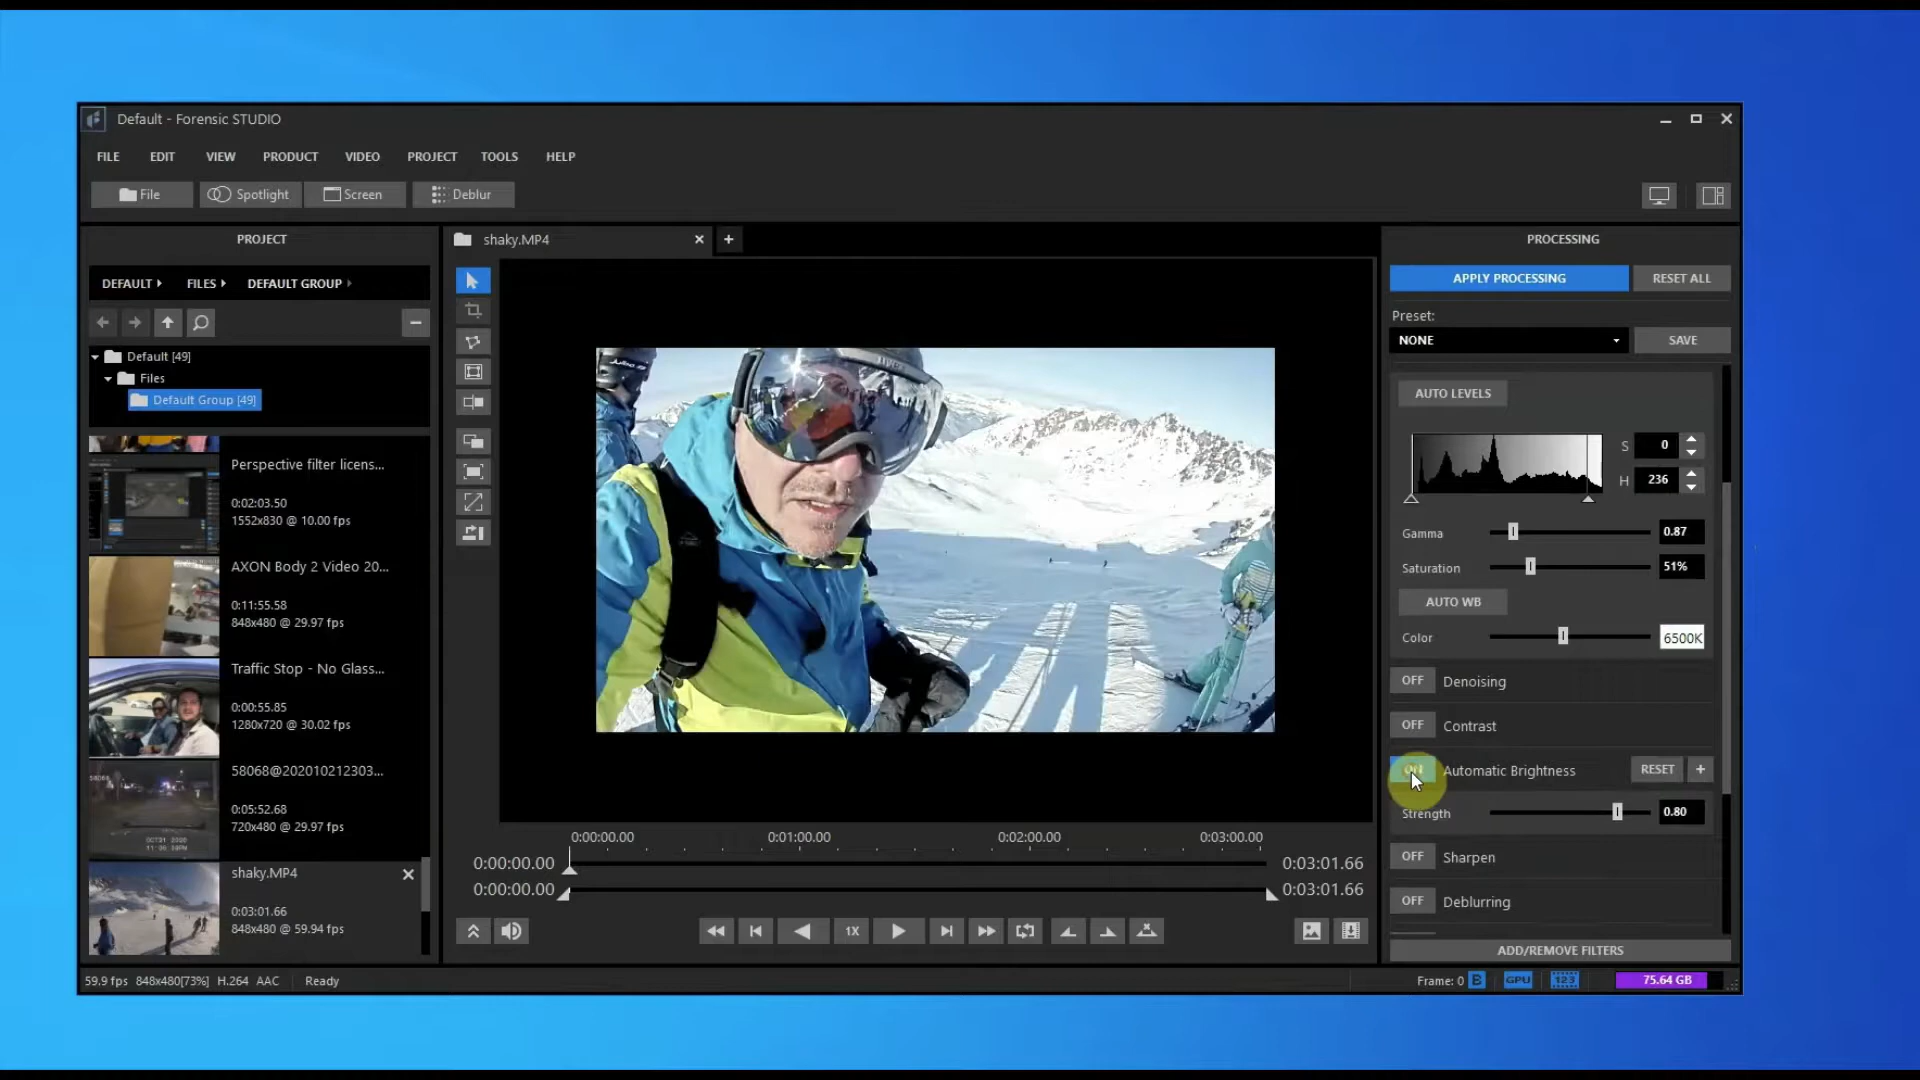 Default - Forensic STUDIO
FILE EDIT VIEW PRODUCT VIDEO PROJECT TOOLS HELP
File Spotlight Screen Deblur
PROJECT
DEFAULT FILES DEFAULT GROUP
Default [49]
Files
Default Group [49]
Perspective filter licens...
0:02:03.50
1552x830 @ 10.00 fps
AXON Body 2 Video 20...
0:11:55.58
848x480 @ 29.97 fps
Traffic Stop - No Glass...
0:00:55.85
1280x720 @ 30.02 fps
58068@202010212303...
0:05:52.68
720x480 @ 29.97 fps
shaky.MP4
0:03:01.66
848x480 @ 59.94 fps
shaky.MP4
0:00:00.00 0:01:00.00 0:02:00.00 0:03:00.00
0:00:00.00 0:03:01.66
0:00:00.00 0:03:01.66
1X
PROCESSING
APPLY PROCESSING RESET ALL
Preset:
NONE SAVE
AUTO LEVELS
S 0
H 236
Gamma 0.87
Saturation 51%
AUTO WB
Color 6500K
OFF Denoising
OFF Contrast
Automatic Brightness RESET +
Strength 0.80
OFF Sharpen
OFF Deblurring
ADD/REMOVE FILTERS
59.9 fps 848x480[73%] H.264 AAC Ready
Frame: 0 B GPU 123 75.64 GB